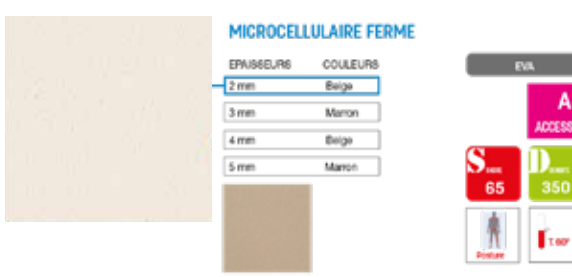 MICROCELLULAIRE FERME
EPAISSEURS COULEURS
2 mm Beige
3 mm Marron
4 mm Beige
5 mm Marron
EVA
A
ACCESS
S
65
D
350
Posture
T. 60°